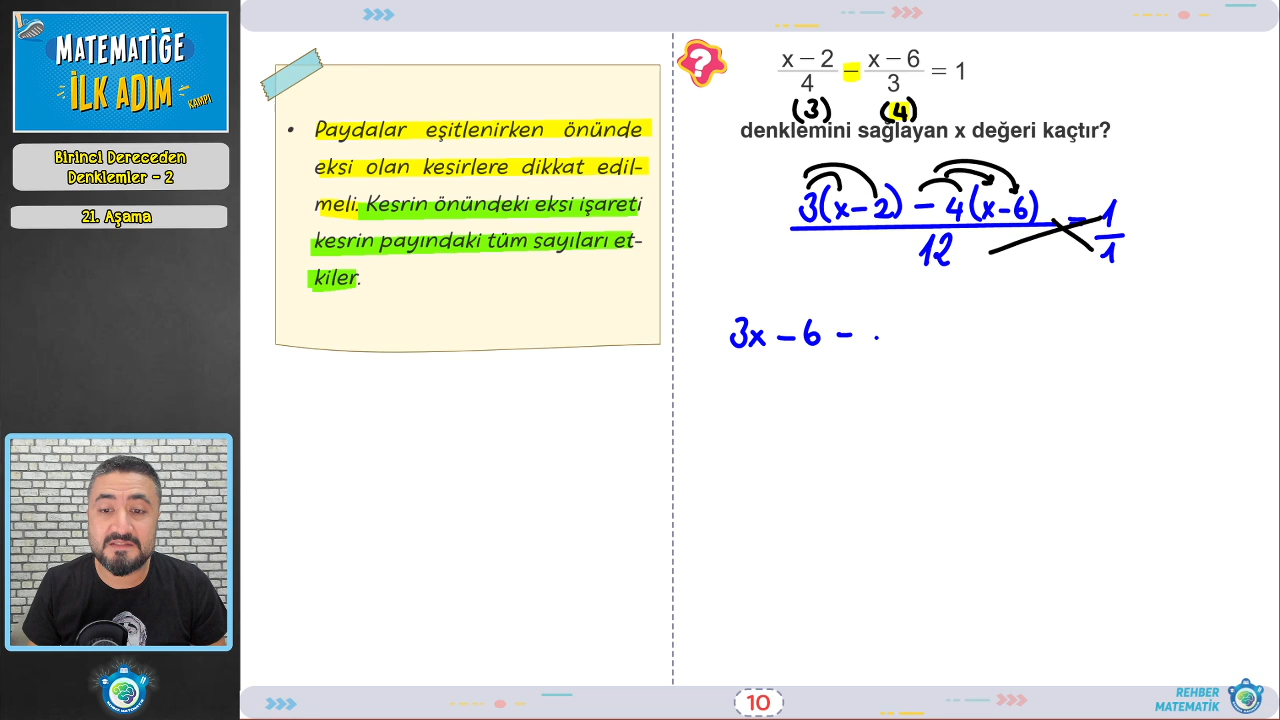 MATEMATİĞE
İLK ADIM
KAMPI
Birinci Dereceden
Denklemler - 2
21. Aşama
• Paydalar eşitlenirken önünde
eksi olan kesirlere dikkat edil-
meli. Kesrin önündeki eksi işareti
kesrin payındaki tüm sayıları et-
kiler.
?
x – 2 / 4 – x – 6 / 3 = 1
(3) (4)
denklemini sağlayan x değeri kaçtır?
3(x – 2) – 4(x – 6) / 12 = 1 / 1
3x – 6 – .
10
REHBER
MATEMATİK
REHBER MATEMATİK